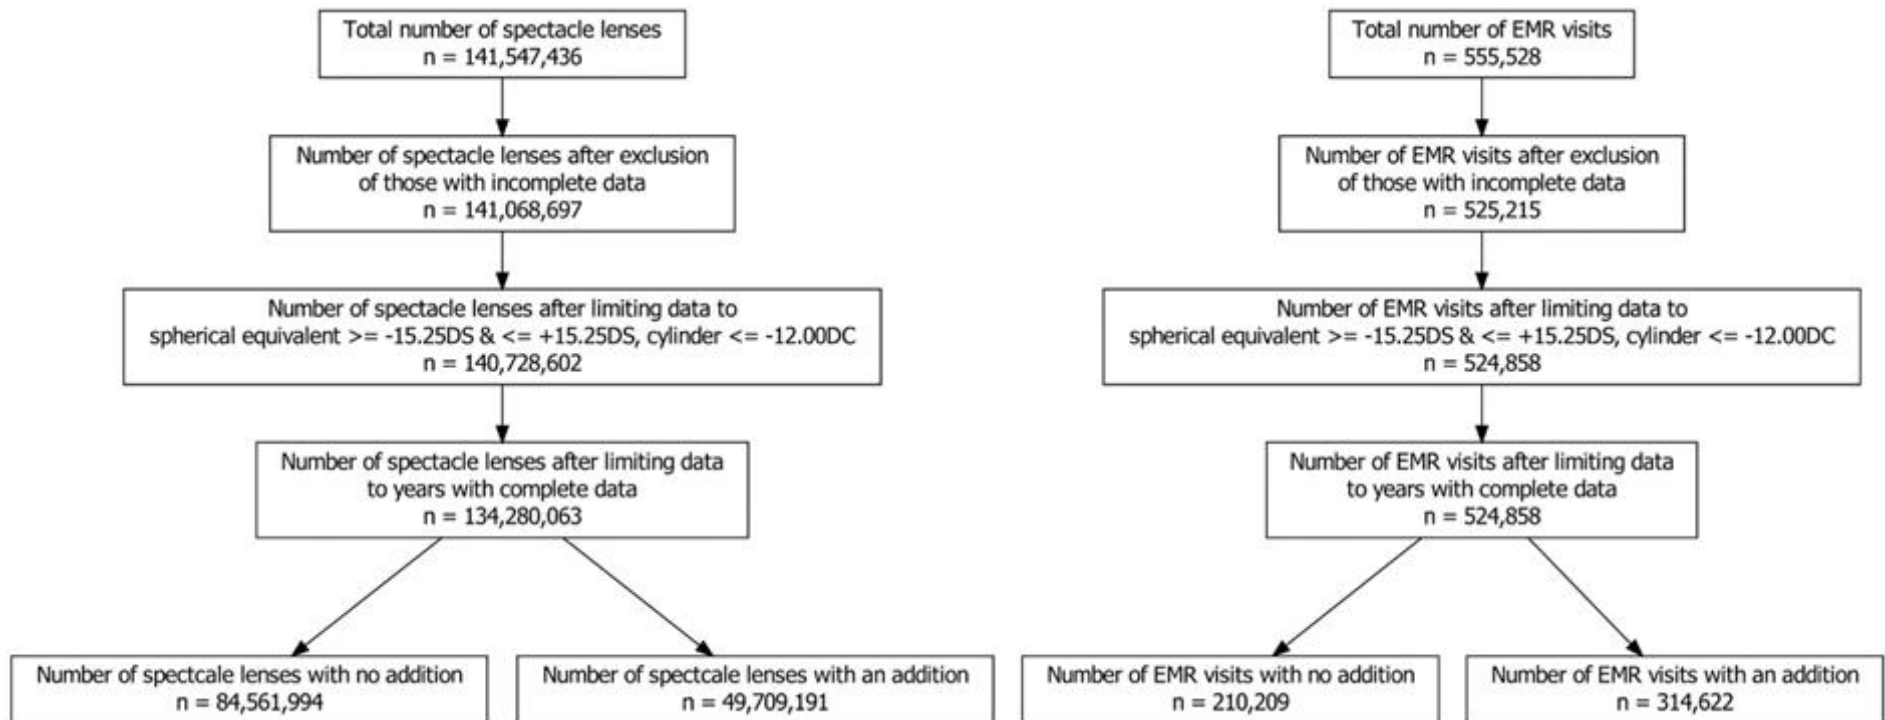 Total number of spectacle lenses
n = 141,547,436
Number of spectacle lenses after exclusion
of those with incomplete data
n = 141,068,697
Number of spectacle lenses after limiting data to
spherical equivalent >= -15.25DS & <= +15.25DS, cylinder <= -12.00DC
n = 140,728,602
Number of spectacle lenses after limiting data
to years with complete data
n = 134,280,063
Number of spectcale lenses with no addition
n = 84,561,994
Number of spectcale lenses with an addition
n = 49,709,191
Total number of EMR visits
n = 555,528
Number of EMR visits after exclusion
of those with incomplete data
n = 525,215
Number of EMR visits after limiting data to
spherical equivalent >= -15.25DS & <= +15.25DS, cylinder <= -12.00DC
n = 524,858
Number of EMR visits after limiting data
to years with complete data
n = 524,858
Number of EMR visits with no addition
n = 210,209
Number of EMR visits with an addition
n = 314,622